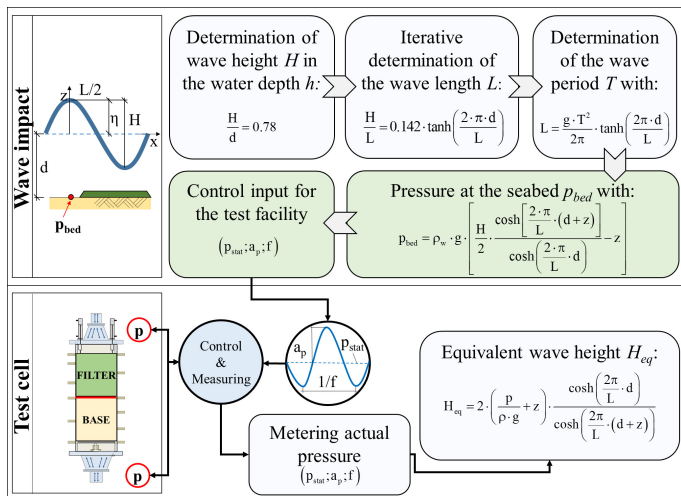 Wave impact
z
L/2
η
H
x
d
p_bed
Determination of
wave height H in
the water depth h:
H/d = 0.78
Iterative
determination of
the wave length L:
H/L = 0.142 · tanh(2·π·d/L)
Determination
of the wave
period T with:
L = g·T²/2π · tanh(2π·d/L)
Control input for
the test facility
(p_stat; a_p; f)
Pressure at the seabed p_bed with:
p_bed = ρ_w · g · [H/2 · cosh[2·π/L · (d+z)]/cosh(2·π/L · d) − z]
Test cell
p
FILTER
BASE
p
Control
&
Measuring
a_p
p_stat
1/f
Metering actual
pressure
(p_stat; a_p; f)
Equivalent wave height H_eq:
H_eq = 2 · (p/ρ·g + z) · cosh(2π/L · d)/cosh(2π/L · (d+z))